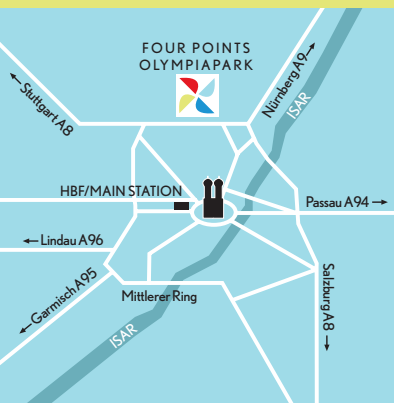 FOUR POINTS
OLYMPIAPARK
Nürnberg A9
Stuttgart A8
ISAR
HBF/MAIN STATION
Passau A94
Lindau A96
Garmisch A95
Mittlerer Ring
Salzburg A8
ISAR